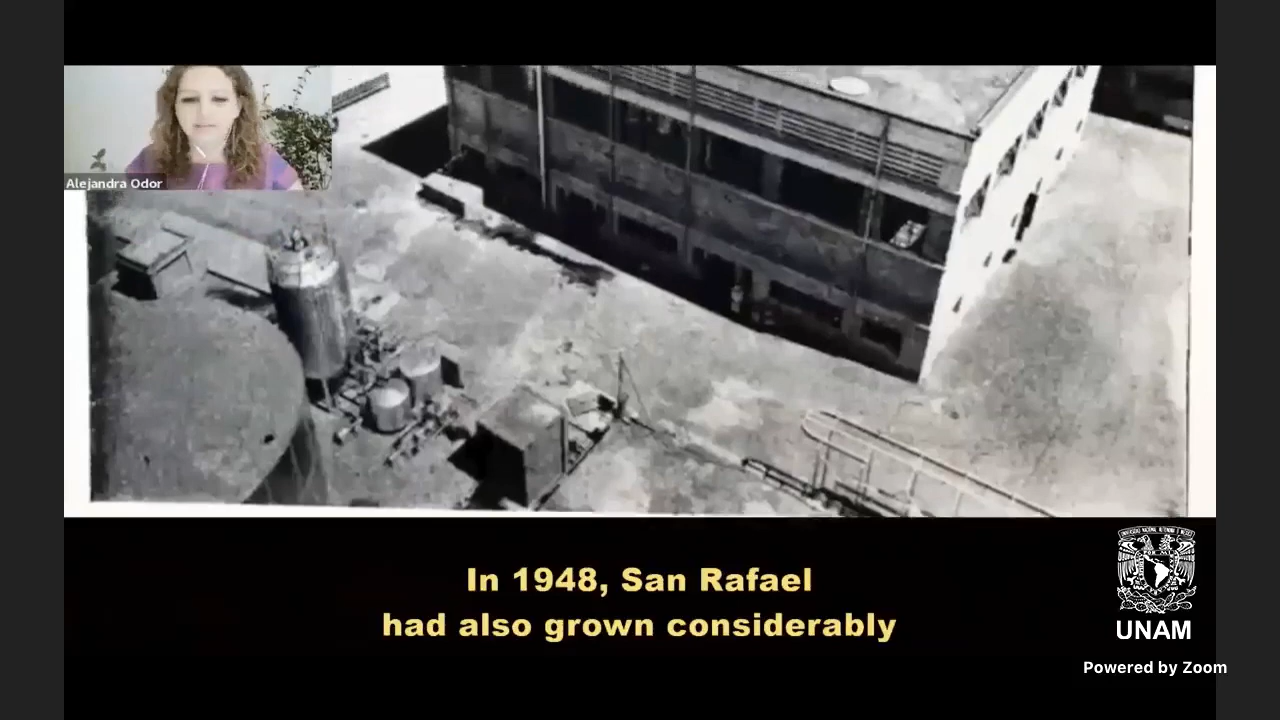 Alejandra Odor
In 1948, San Rafael
had also grown considerably
UNAM
Powered by Zoom